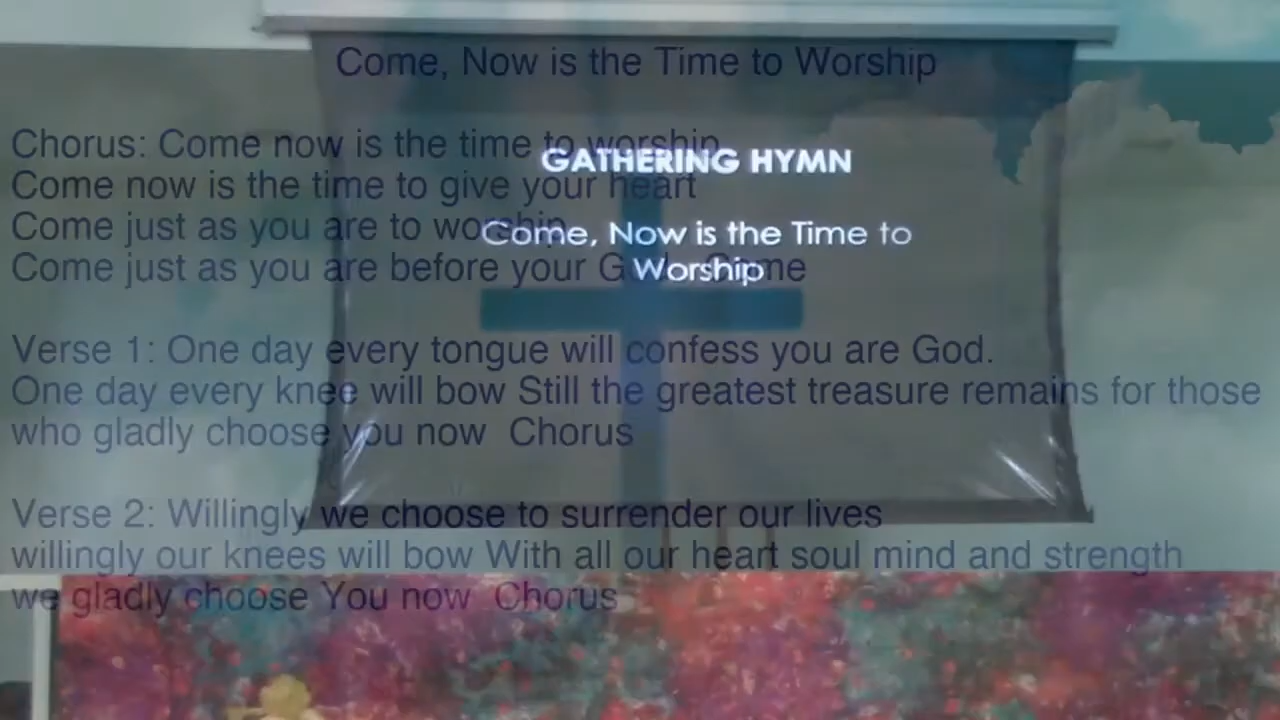 Come, Now is the Time to Worship
Chorus: Come now is the time to worship
GATHERING HYMN
Come now is the time to give your heart
Come just as you are to worship
Come, Now is the Time to
Worship
Come just as you are before your God. Come
Verse 1: One day every tongue will confess you are God.
One day every knee will bow Still the greatest treasure remains for those
who gladly choose you now Chorus
Verse 2: Willingly we choose to surrender our lives
willingly our knees will bow With all our heart soul mind and strength
we gladly choose You now Chorus